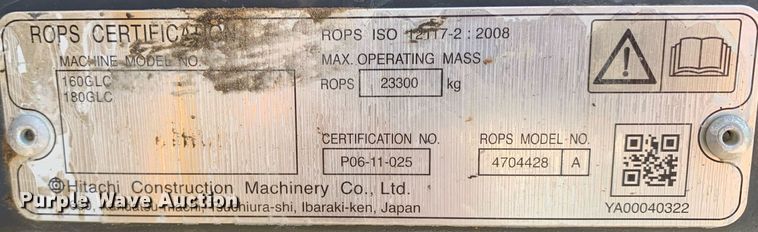 ROPS CERTIFICATION
MACHINE MODEL NO.
160GLC
180GLC
ROPS ISO 12117-2 : 2008
MAX. OPERATING MASS
ROPS 23300 kg
CERTIFICATION NO.
P06-11-025
ROPS MODEL NO.
4704428 A
YA00040322
Hitachi Construction Machinery Co., Ltd.
Tsuchiura-shi, Ibaraki-ken, Japan
Purple Wave Auction